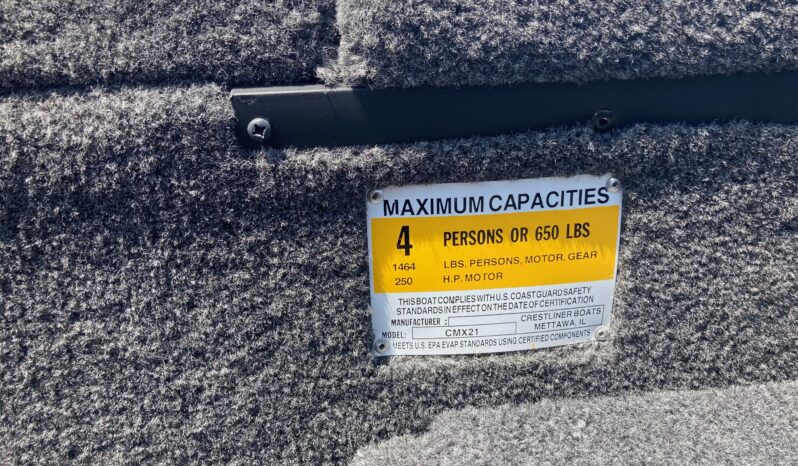 MAXIMUM CAPACITIES
4 PERSONS OR 650 LBS
1464 LBS. PERSONS, MOTOR, GEAR
250 H.P. MOTOR
THIS BOAT COMPLIES WITH U.S. COAST GUARD SAFETY
STANDARDS IN EFFECT ON THE DATE OF CERTIFICATION
MANUFACTURER : CRESTLINER BOATS
METTAWA, IL
MODEL: CMX21
MEETS U.S. EPA EVAP STANDARDS USING CERTIFIED COMPONENTS